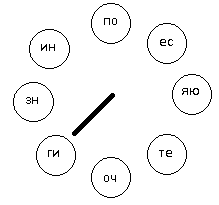 по
ес
яю
те
оч
ги
зн
ин